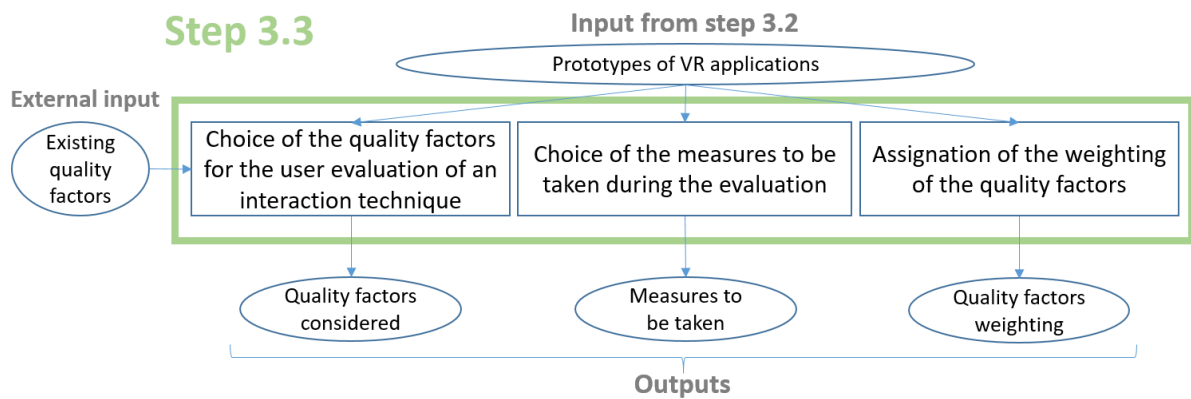 Step 3.3
Input from step 3.2
Prototypes of VR applications
External input
Existing
quality
factors
Choice of the quality factors
for the user evaluation of an
interaction technique
Choice of the measures to be
taken during the evaluation
Assignation of the weighting
of the quality factors
Quality factors
considered
Measures to
be taken
Quality factors
weighting
Outputs